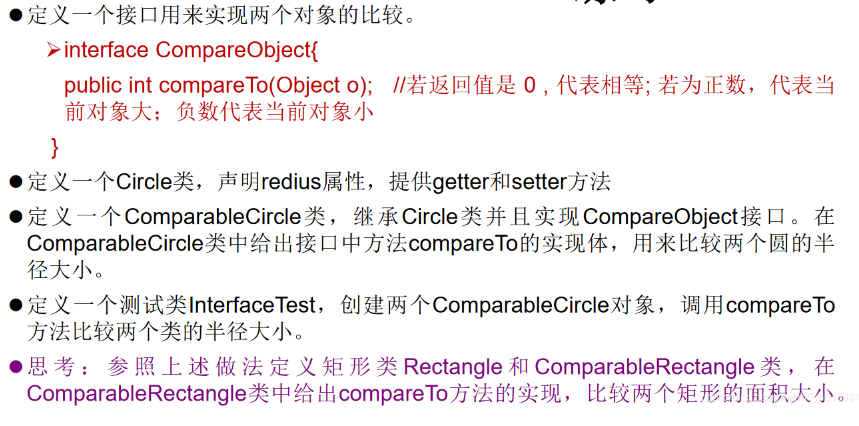 ●定义一个接口用来实现两个对象的比较。
➢interface CompareObject{
public int compareTo(Object o); //若返回值是 0 , 代表相等; 若为正数，代表当
前对象大；负数代表当前对象小
}
●定义一个Circle类，声明redius属性，提供getter和setter方法
●定义一个ComparableCircle类，继承Circle类并且实现CompareObject接口。在
ComparableCircle类中给出接口中方法compareTo的实现体，用来比较两个圆的半
径大小。
●定义一个测试类InterfaceTest，创建两个ComparableCircle对象，调用compareTo
方法比较两个类的半径大小。
●思考：参照上述做法定义矩形类Rectangle和ComparableRectangle类，在
ComparableRectangle类中给出compareTo方法的实现，比较两个矩形的面积大小。